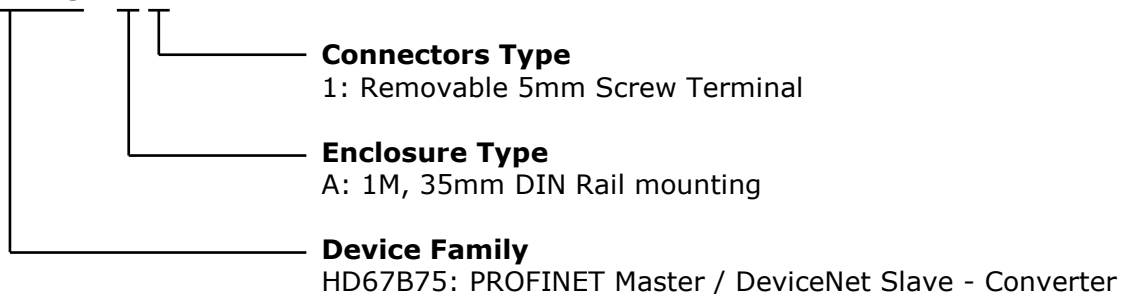 Connectors Type
1: Removable 5mm Screw Terminal
Enclosure Type
A: 1M, 35mm DIN Rail mounting
Device Family
HD67B75: PROFINET Master / DeviceNet Slave - Converter